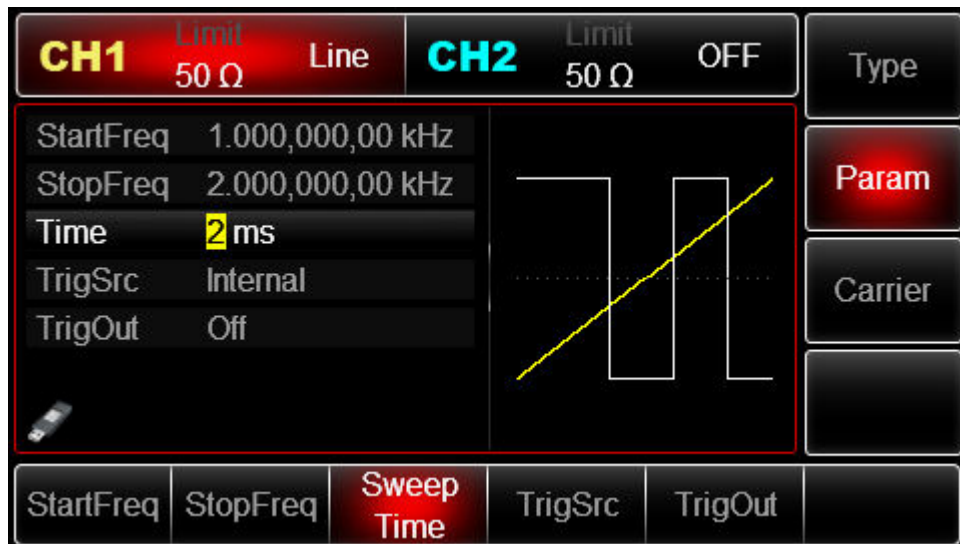 CH1 Limit 50 Ω Line CH2 Limit 50 Ω OFF
Type
StartFreq 1.000,000,00 kHz
StopFreq 2.000,000,00 kHz
Time 2 ms
TrigSrc Internal
TrigOut Off
Param
Carrier
StartFreq StopFreq Sweep Time TrigSrc TrigOut